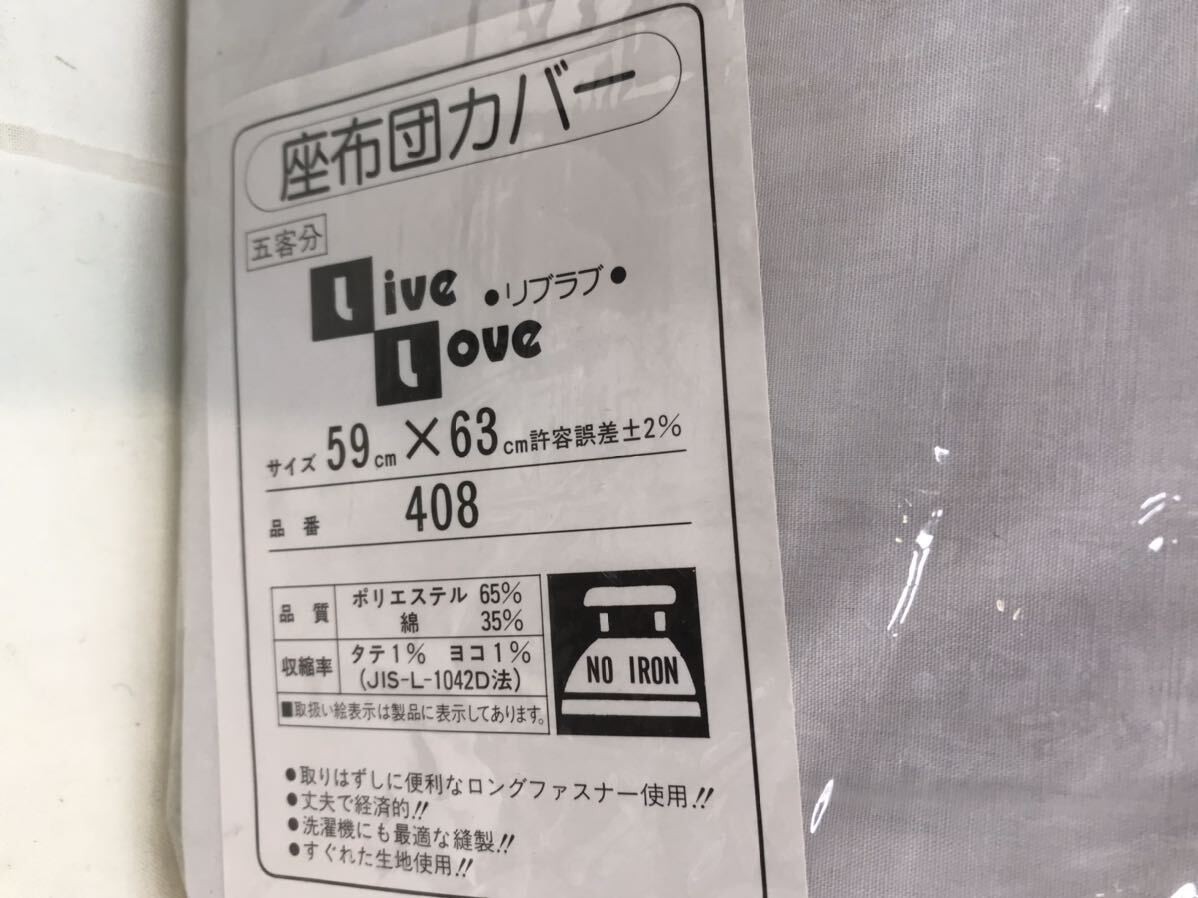 座布団カバー
五客分
live ●リブラブ●
love
サイズ 59cm×63cm許容誤差±2%
品番 408
品質 ポリエステル 65%
綿 35%
収縮率 タテ1% ヨコ1%
(JIS-L-1042D法)
■取扱い絵表示は製品に表示してあります。
NO IRON
●取りはずしに便利なロングファスナー使用!!
●丈夫で経済的!!
●洗濯機にも最適な縫製!!
●すぐれた生地使用!!